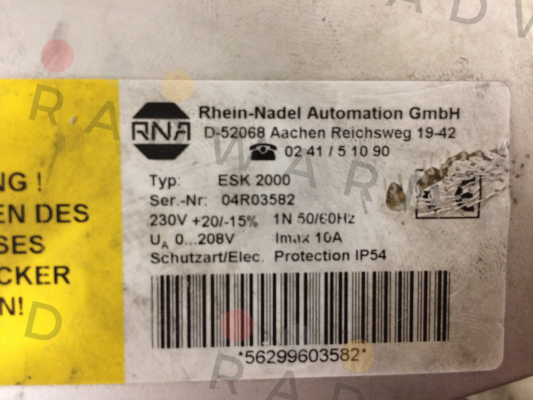 RNA
Rhein-Nadel Automation GmbH
D-52068 Aachen Reichsweg 19-42
☎ 02 41 / 5 10 90
Typ: ESK 2000
Ser.-Nr: 04R03582
230V +20/-15% 1N 50/60Hz
UA 0...208V Imax 10A
Schutzart/Elec. Protection IP54
*56299603582*
NG !
EN DES
SES
CKER
N!